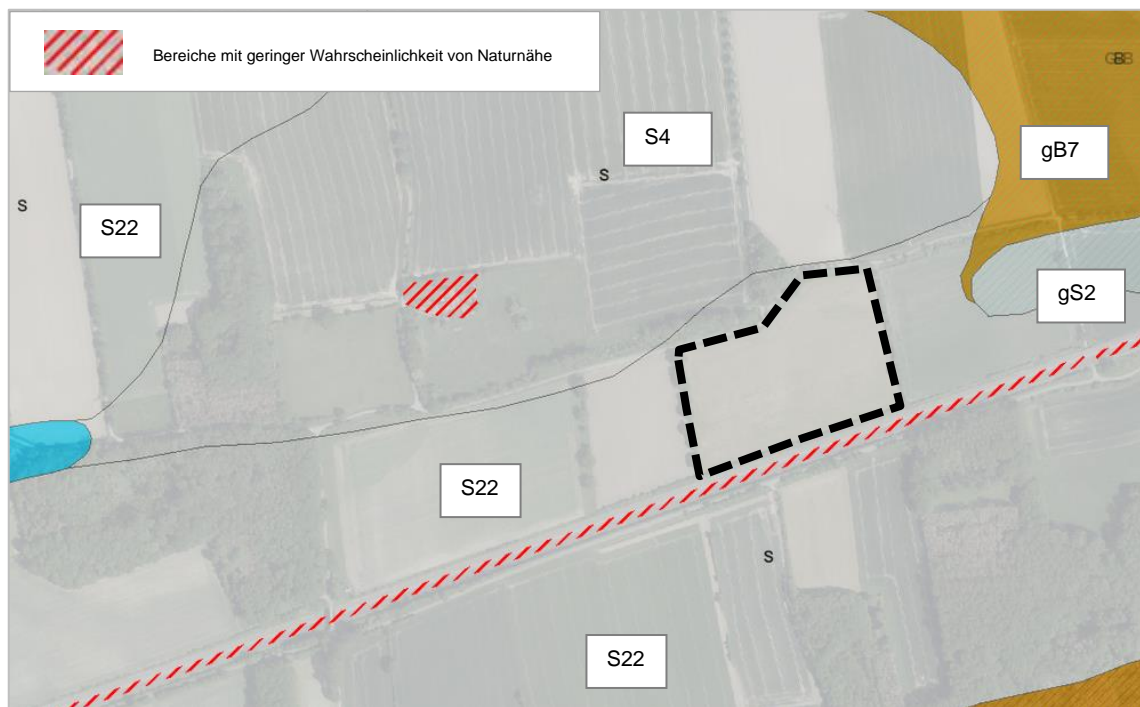 Bereiche mit geringer Wahrscheinlichkeit von Naturnähe
S4
gB7
S
S
S22
gS2
S22
S
S22